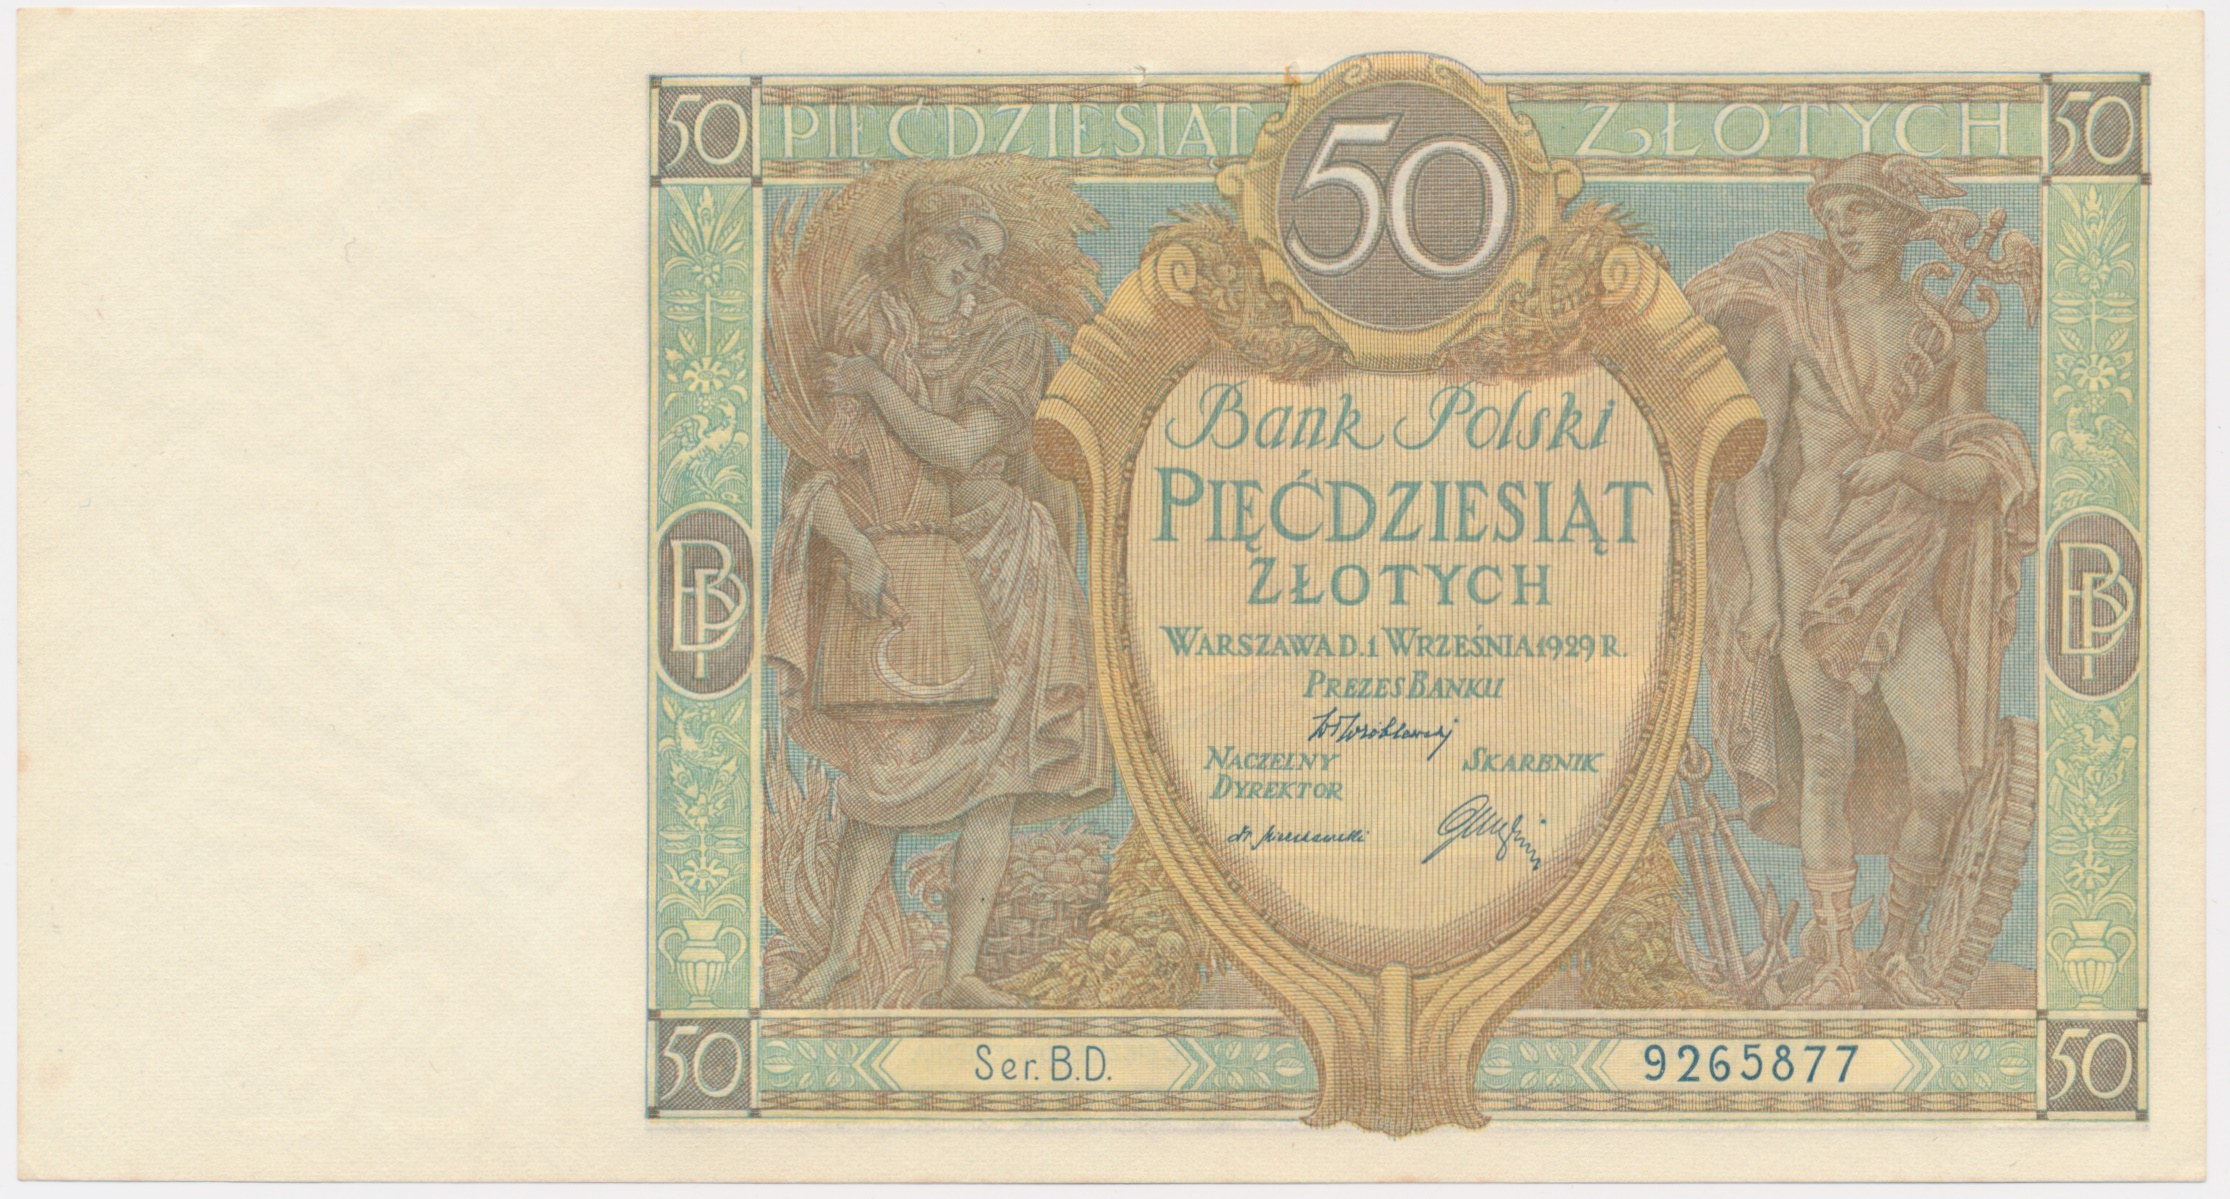 50 PIĘĆDZIESIĄT 50 ZŁOTYCH 50
Bank Polski
PIĘĆDZIESIĄT
ZŁOTYCH
WARSZAWA D. 1 WRZEŚNIA 1929 R.
PREZES BANKU
NACZELNY SKARBNIK
DYREKTOR
BP BP
50 Ser. B.D. 9265877 50